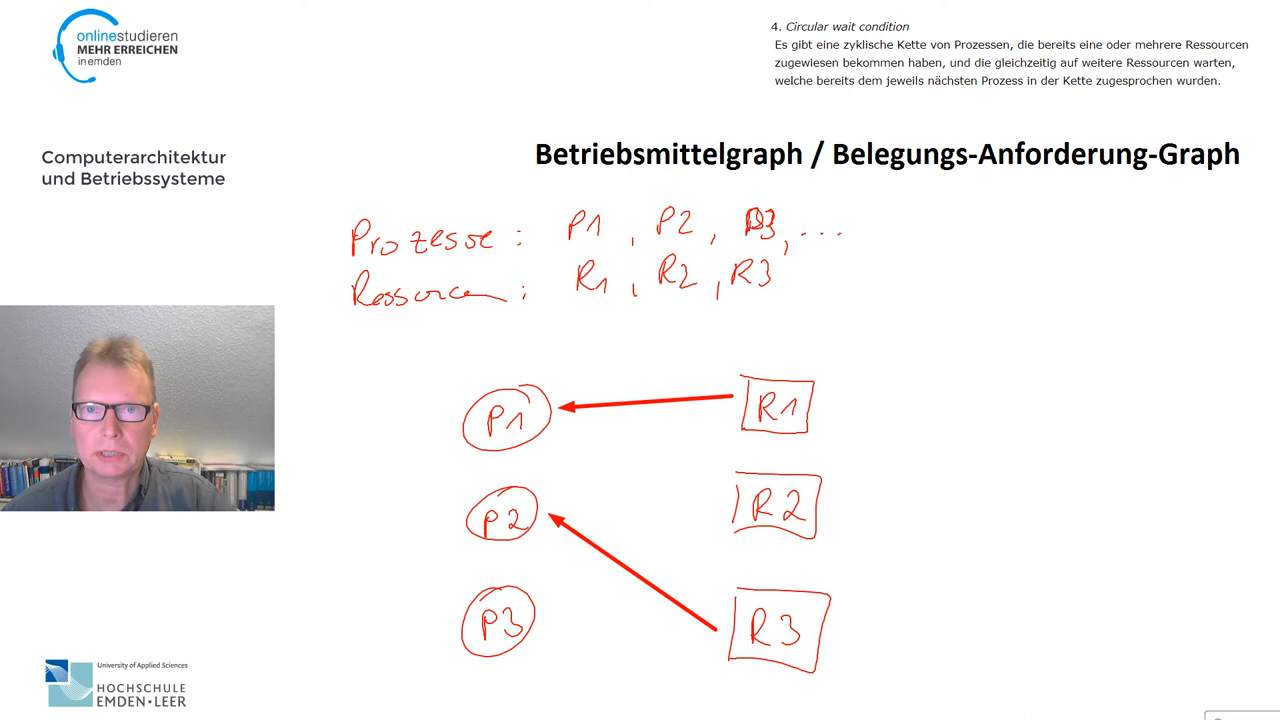 onlinestudieren
MEHR ERREICHEN
in emden
4. Circular wait condition
Es gibt eine zyklische Kette von Prozessen, die bereits eine oder mehrere Ressourcen
zugewiesen bekommen haben, und die gleichzeitig auf weitere Ressourcen warten,
welche bereits dem jeweils nächsten Prozess in der Kette zugesprochen wurden.
Computerarchitektur
und Betriebssysteme
Betriebsmittelgraph / Belegungs-Anforderung-Graph
Prozesse: P1, P2, P3, ...
Ressourcen: R1, R2, R3
P1 R1
P2 R2
P3 R3
University of Applied Sciences
HOCHSCHULE
EMDEN•LEER